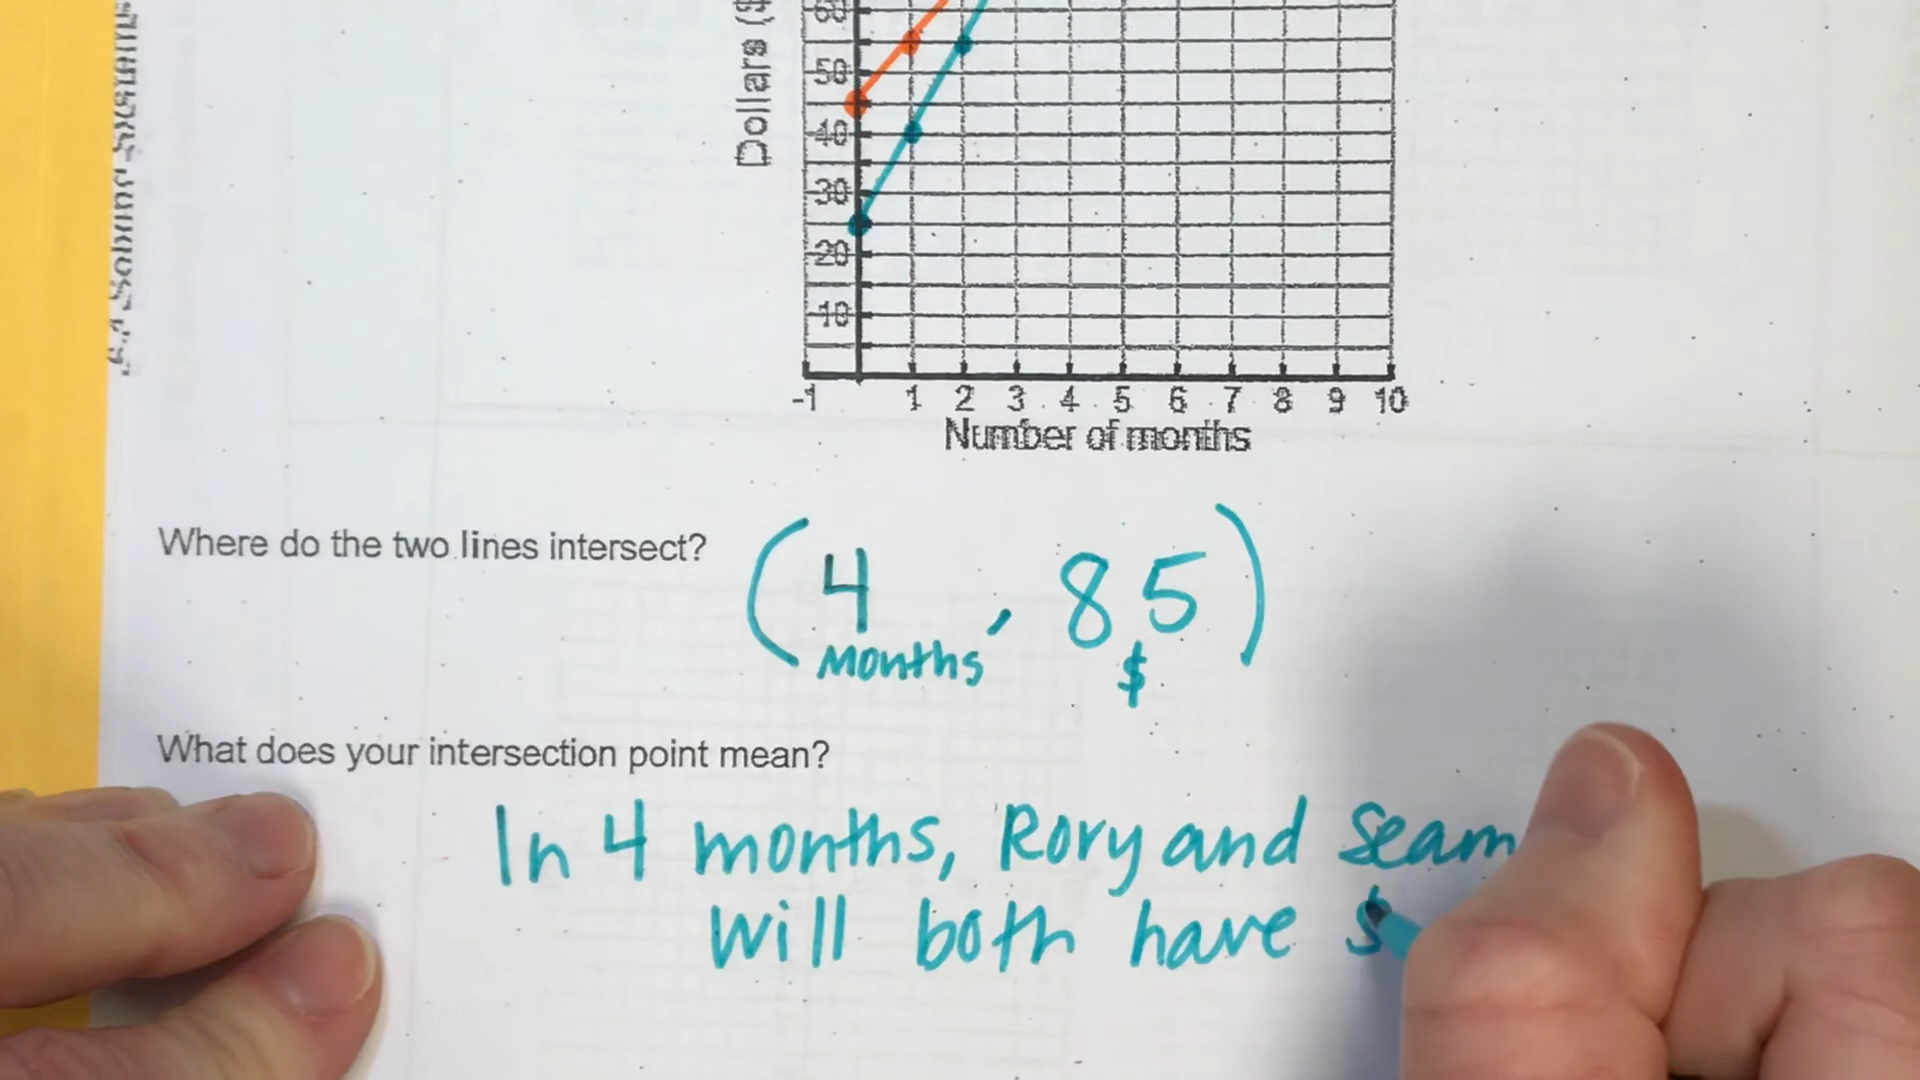 Dollars ($
60
50
40
30
20
10
-1 1 2 3 4 5 6 7 8 9 10
Number of months
Where do the two lines intersect? (4, 85)
Months $
What does your intersection point mean?
In 4 months, Rory and Seam
will both have $